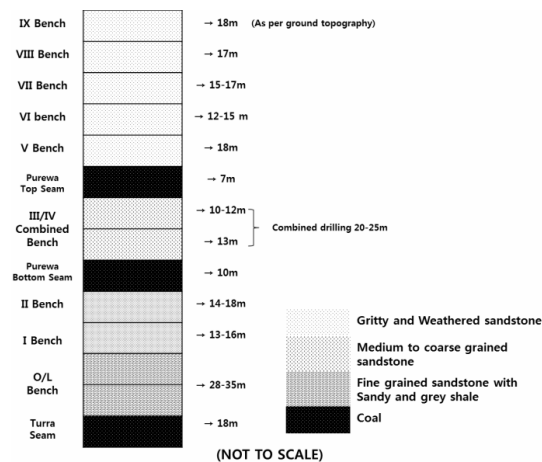 IX Bench → 18m (As per ground topography)
VIII Bench → 17m
VII Bench → 15-17m
VI bench → 12-15 m
V Bench → 18m
Purewa
Top Seam → 7m
III/IV
Combined
Bench
→ 10-12m
→ 13m
Combined drilling 20-25m
Purewa
Bottom Seam → 10m
II Bench → 14-18m
I Bench → 13-16m
O/L
Bench → 28-35m
Turra
Seam → 18m
Gritty and Weathered sandstone
Medium to coarse grained
sandstone
Fine grained sandstone with
Sandy and grey shale
Coal
(NOT TO SCALE)